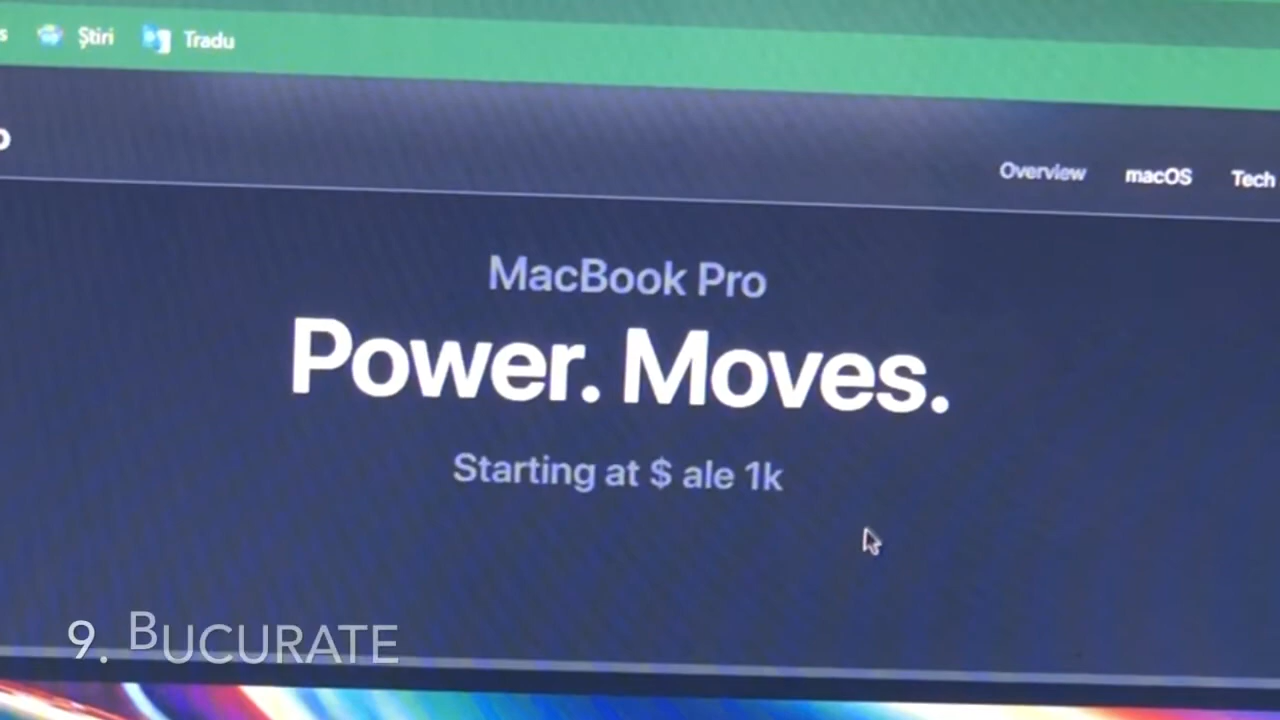 Știri Tradu
Overview macOS Tech
MacBook Pro
Power. Moves.
Starting at $ ale 1k
9. BUCURATE